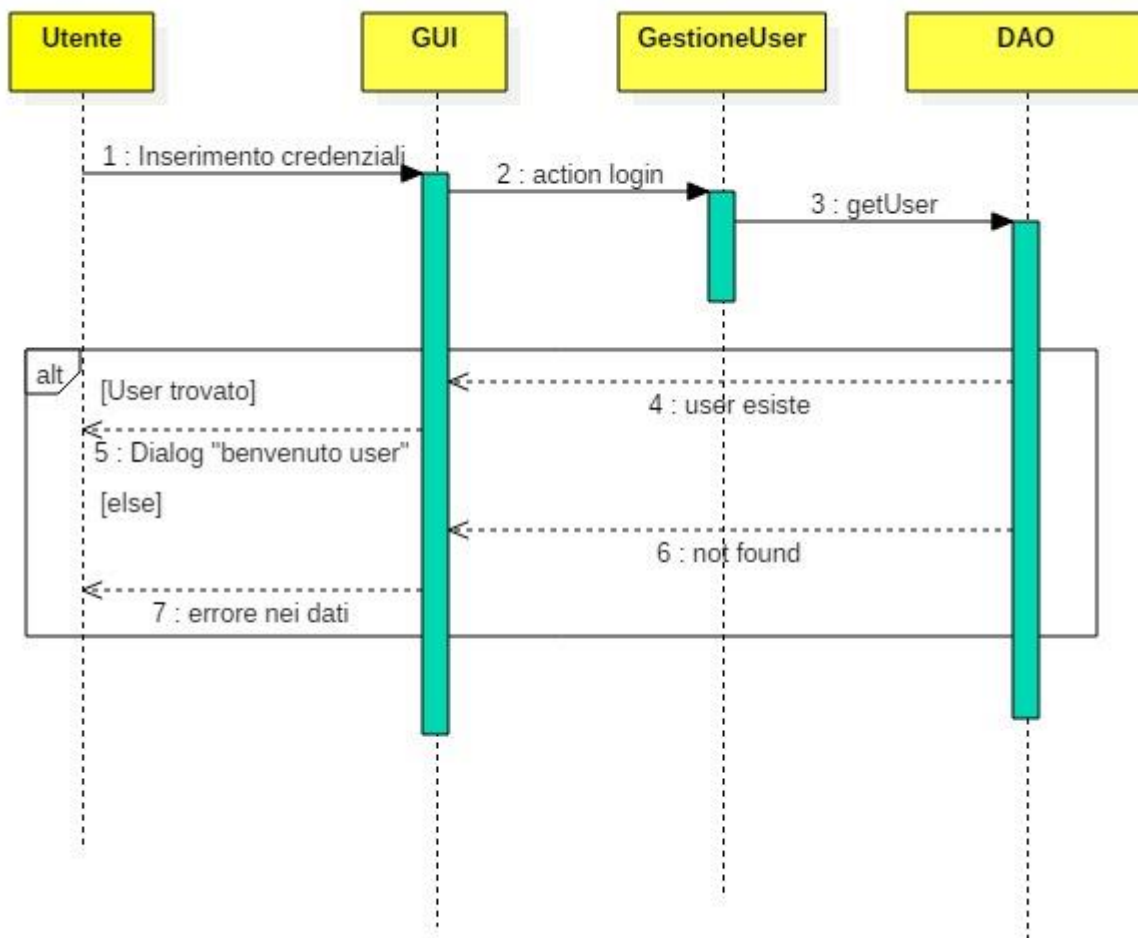 Utente
GUI
GestioneUser
DAO
1 : Inserimento credenziali
2 : action login
3 : getUser
alt
[User trovato]
4 : user esiste
5 : Dialog "benvenuto user"
[else]
6 : not found
7 : errore nei dati